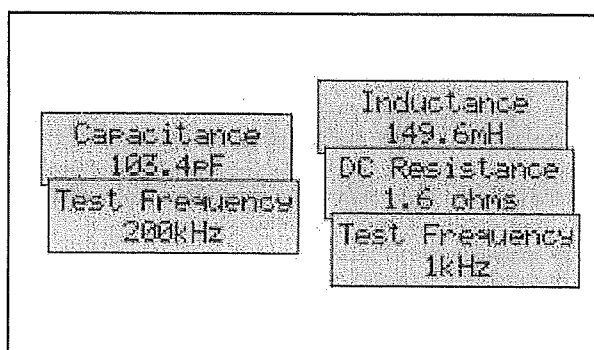 Capacitance
103.4pF
Test Frequency
200kHz
Inductance
149.6mH
DC Resistance
1.6 ohms
Test Frequency
1kHz